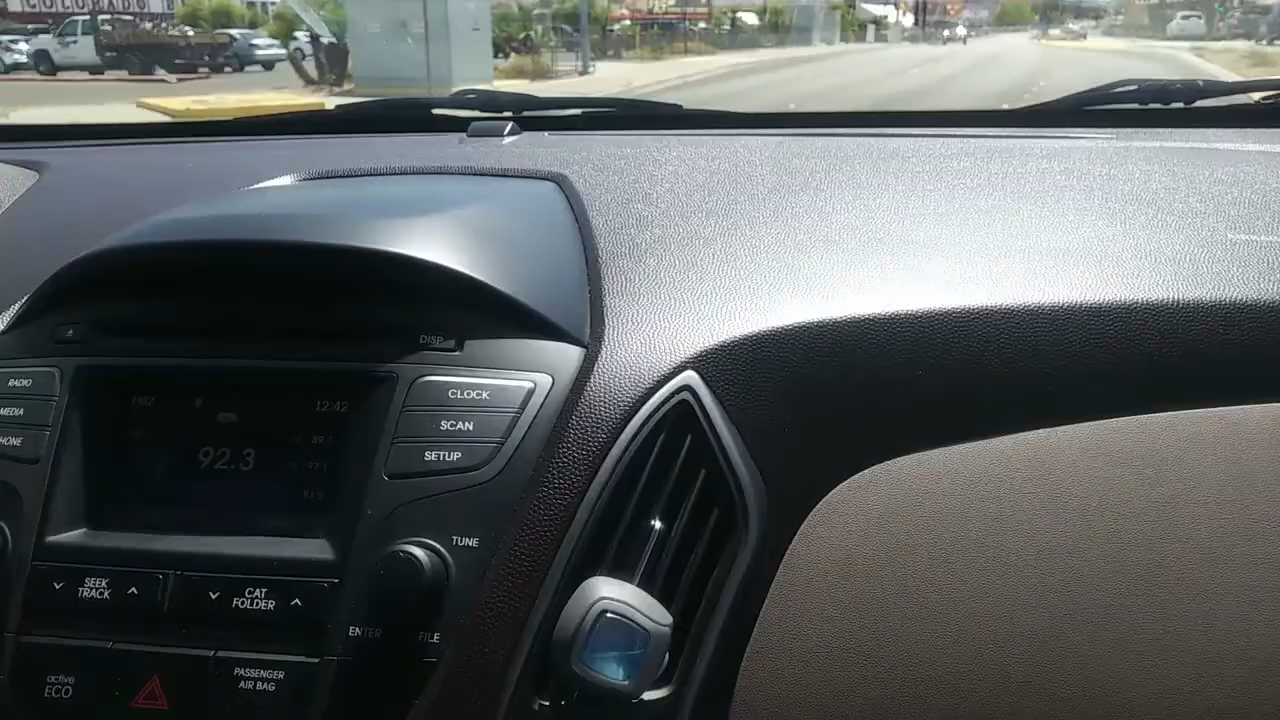 COLORADO
DISP
RADIO
MEDIA
HONE
FM2
12:42
92.3
CLOCK
SCAN
SETUP
TUNE
SEEK
TRACK
CAT
FOLDER
ENTER
FILE
active
ECO
PASSENGER
AIR BAG